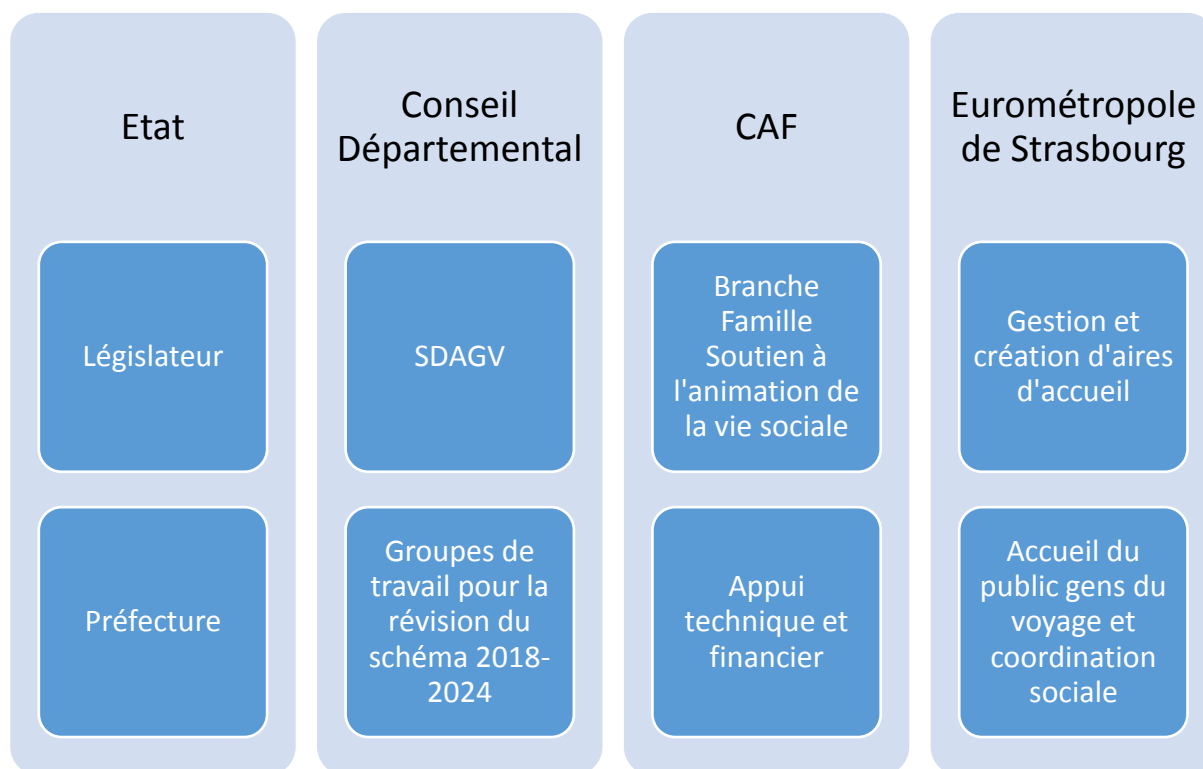 Etat
Législateur
Préfecture
Conseil
Départemental
SDAGV
Groupes de
travail pour la
révision du
schéma 2018-
2024
CAF
Branche
Famille
Soutien à
l'animation de
la vie sociale
Appui
technique et
financier
Eurométropole
de Strasbourg
Gestion et
création d'aires
d'accueil
Accueil du
public gens du
voyage et
coordination
sociale